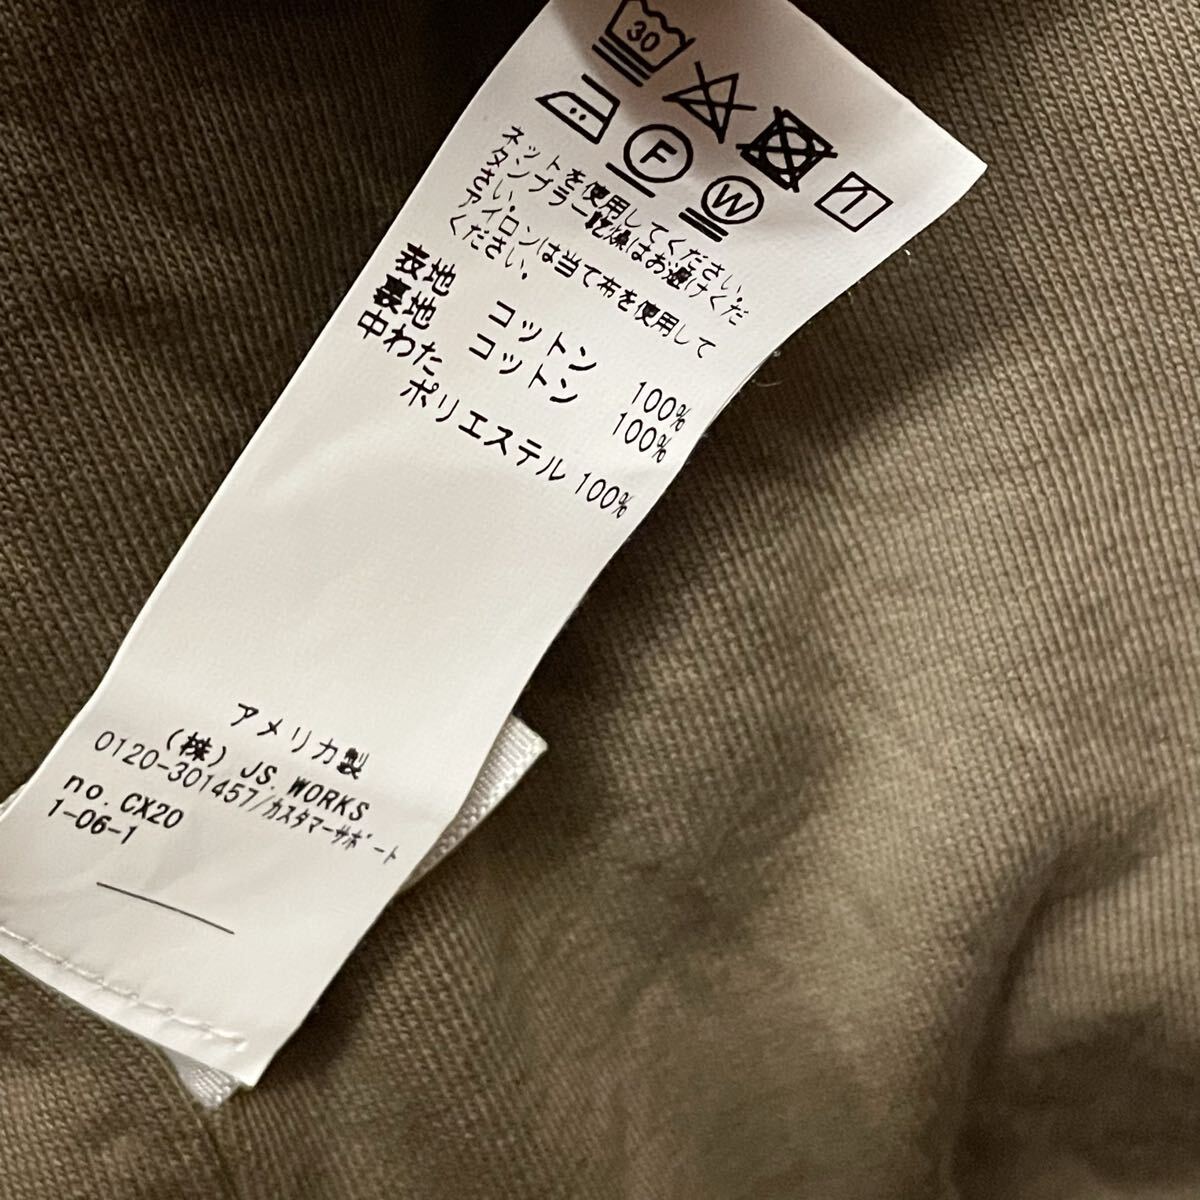 30
F
W
ネットを使用してください。
タンブラー乾燥はお避けくだ
さい。
アイロンは当て布を使用して
ください。
表地 コットン 100%
裏地 コットン 100%
中わた
ポリエステル 100%
アメリカ製
(株) JS. WORKS
0120-301457/カスタマーサポート
no. CX20
1-06-1